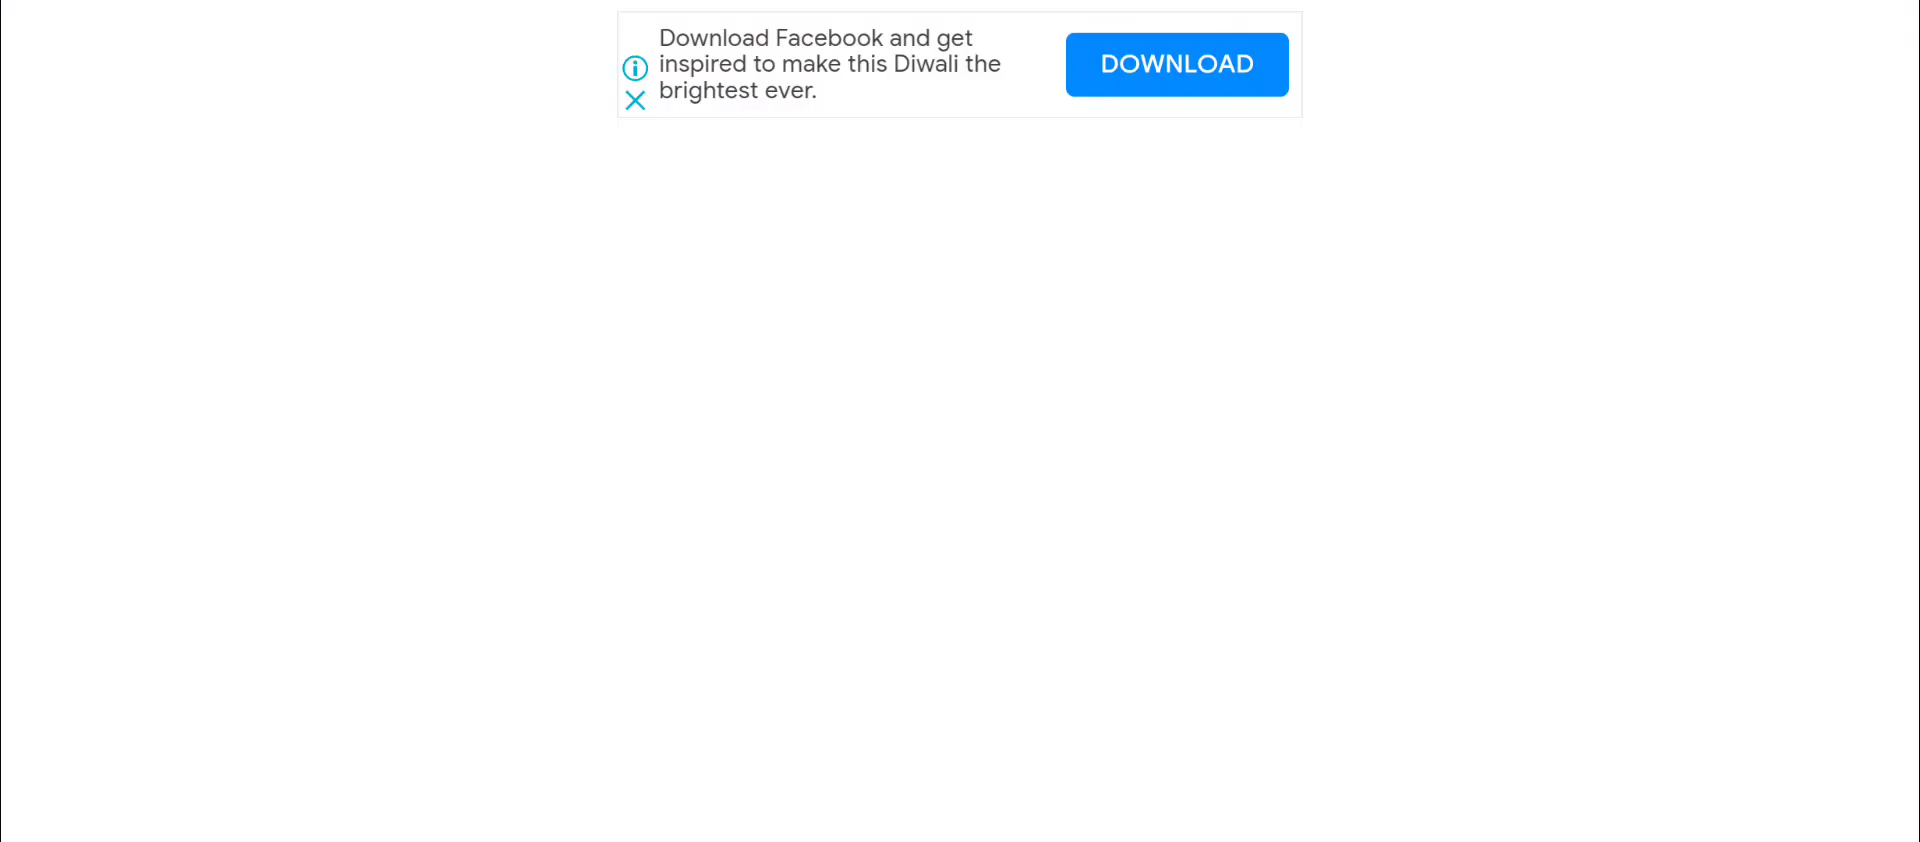 Download Facebook and get
inspired to make this Diwali the
brightest ever.
DOWNLOAD